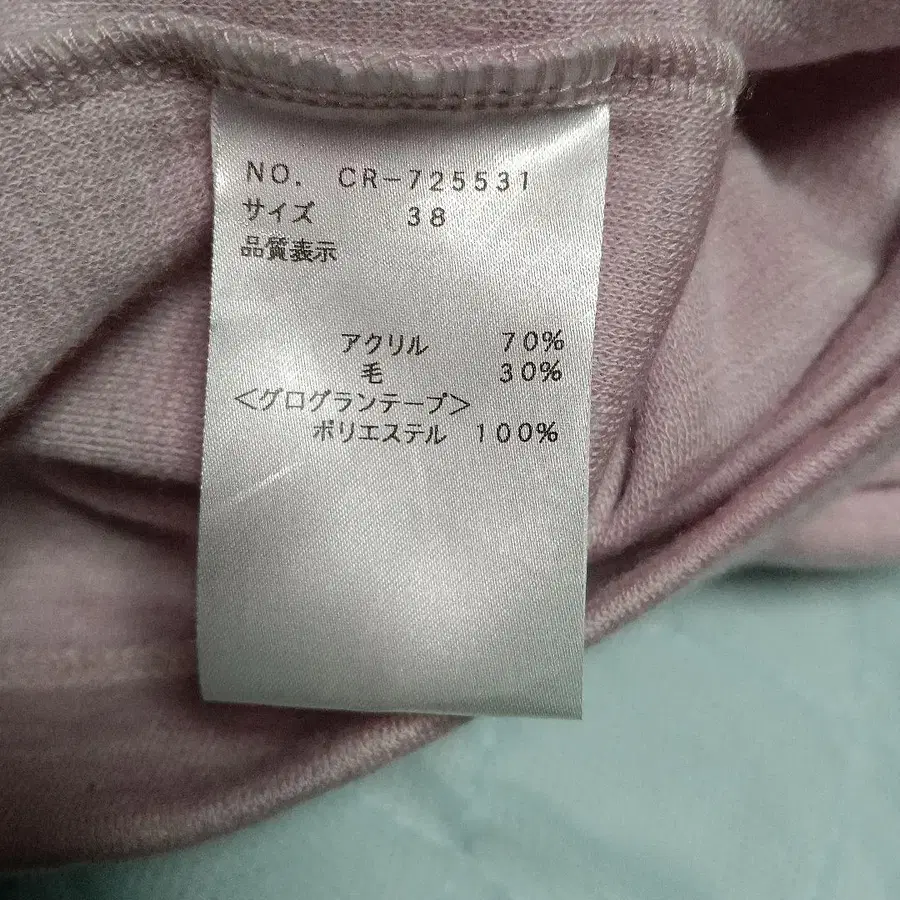 NO. CR-725531
サイズ 38
品質表示
アクリル 70%
毛 30%
<グログランテープ>
ポリエステル 100%